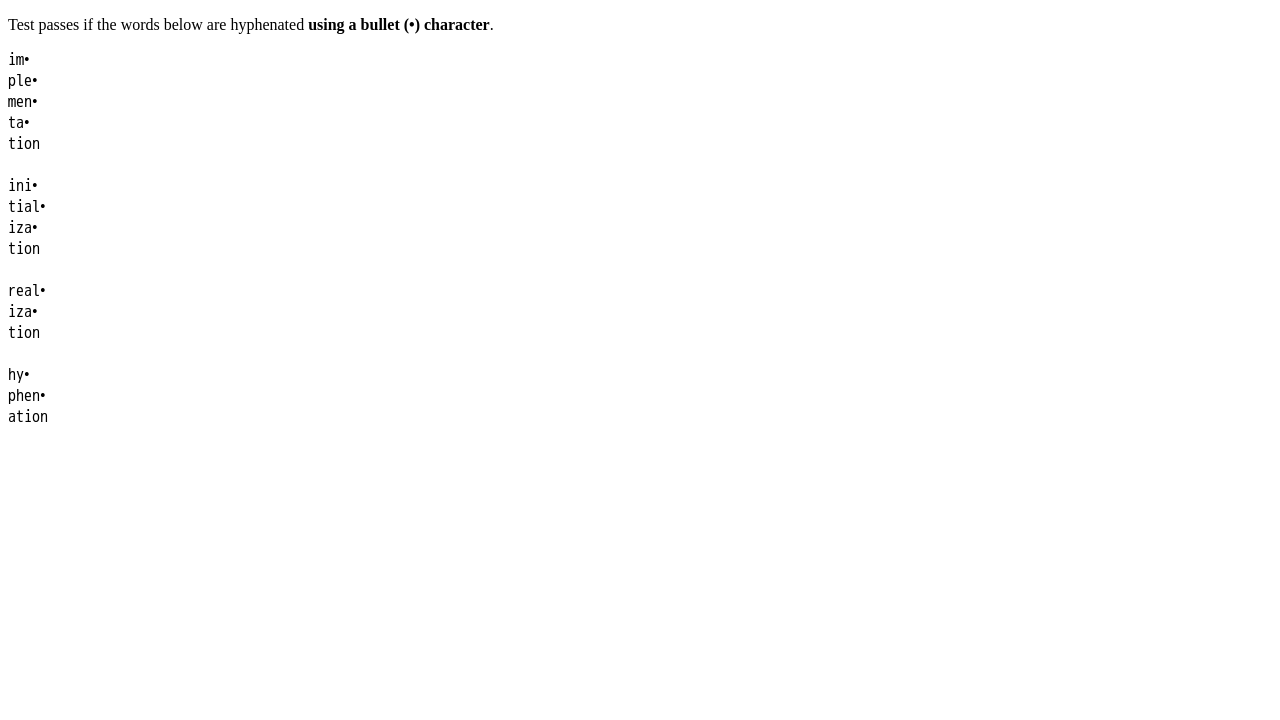 Test passes if the words below are hyphenated using a bullet (•) character.
im•
ple•
men•
ta•
tion
ini•
tial•
iza•
tion
real•
iza•
tion
hy•
phen•
ation